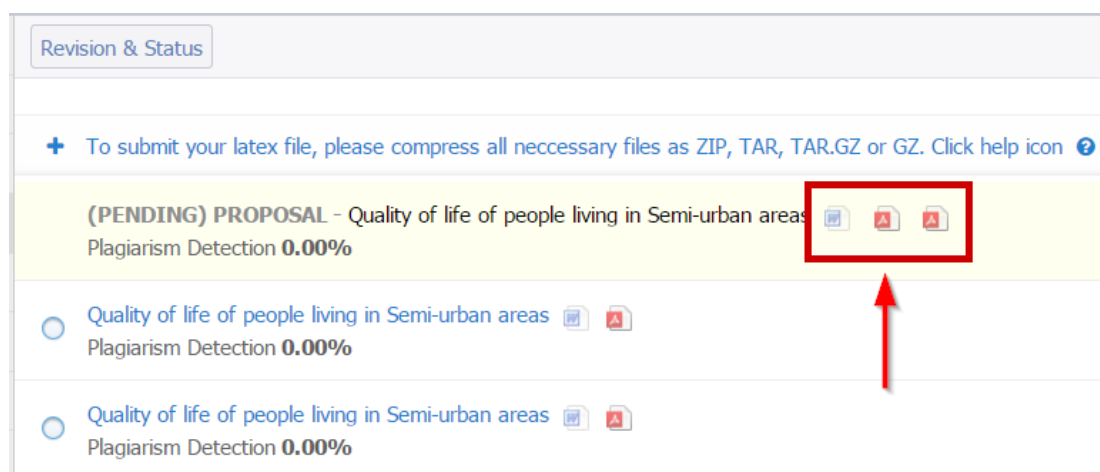 Revision & Status
To submit your latex file, please compress all neccessary files as ZIP, TAR, TAR.GZ or GZ. Click help icon
(PENDING) PROPOSAL - Quality of life of people living in Semi-urban areas
Plagiarism Detection 0.00%
Quality of life of people living in Semi-urban areas
Plagiarism Detection 0.00%
Quality of life of people living in Semi-urban areas
Plagiarism Detection 0.00%